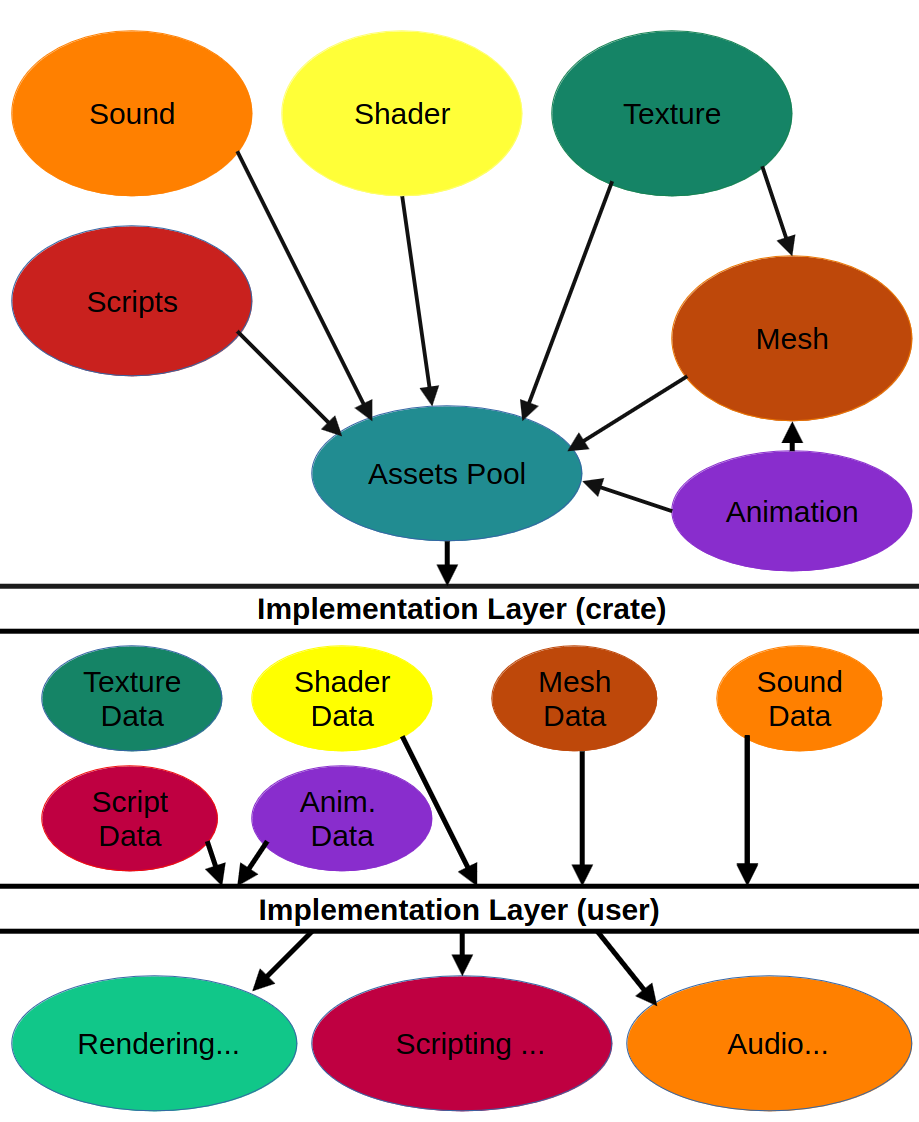 Sound
Shader
Texture
Scripts
Mesh
Assets Pool
Animation
Implementation Layer (crate)
Texture
Data
Shader
Data
Mesh
Data
Sound
Data
Script
Data
Anim.
Data
Implementation Layer (user)
Rendering...
Scripting ...
Audio...